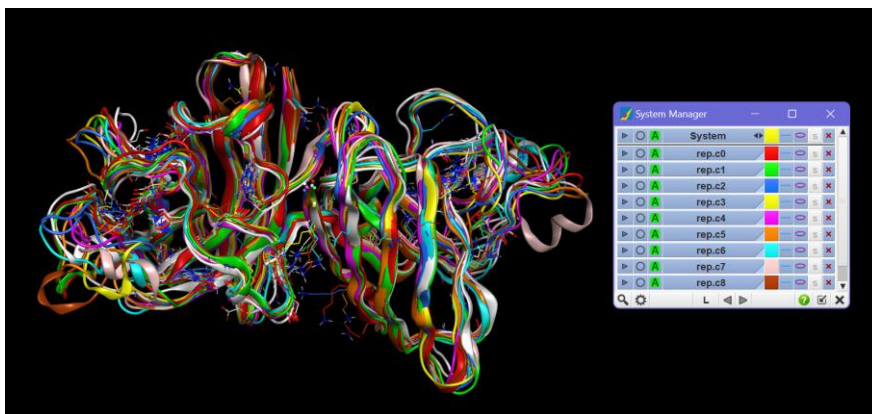 System Manager
A System
A rep.c0
A rep.c1
A rep.c2
A rep.c3
A rep.c4
A rep.c5
A rep.c6
A rep.c7
A rep.c8
L